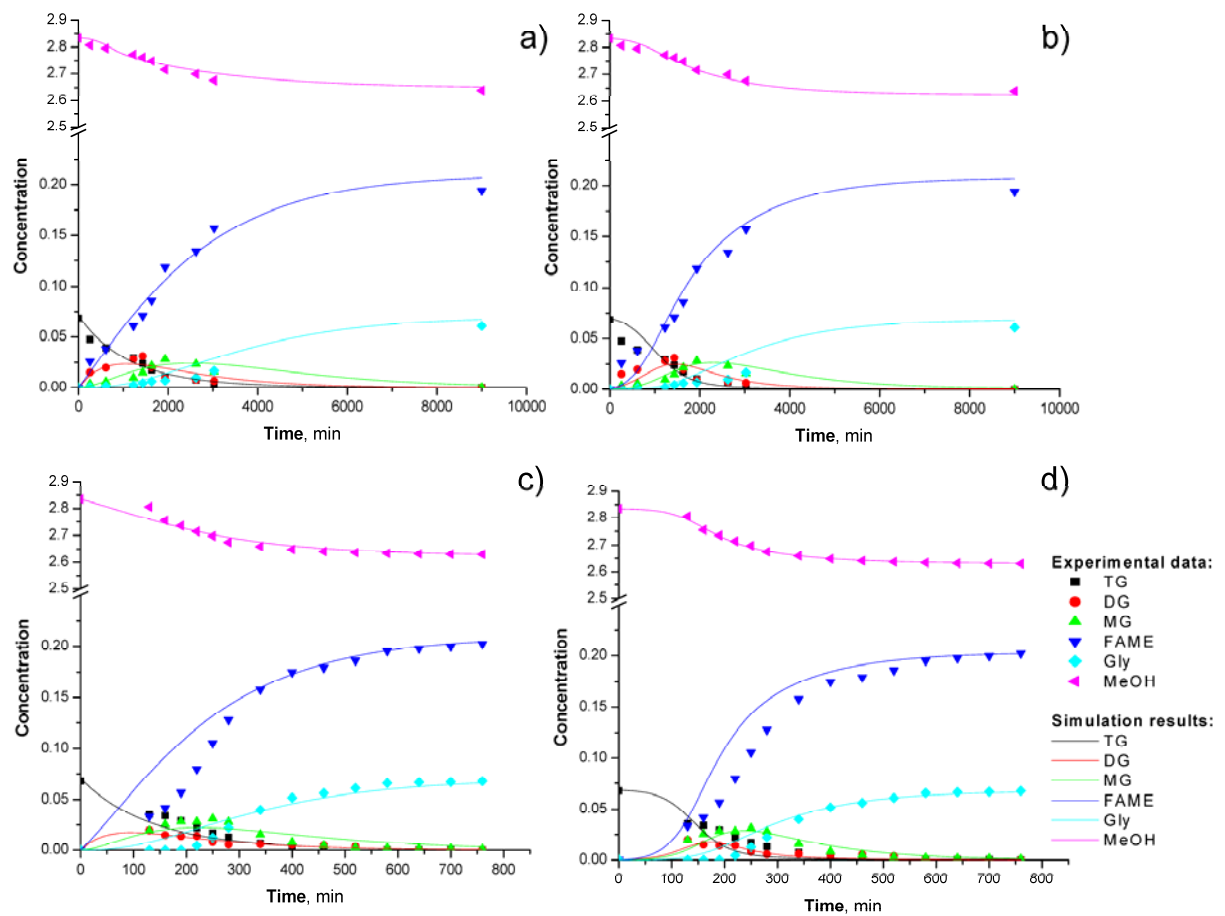 a)
2.9
2.8
2.7
2.6
2.5
0.20
0.15
0.10
0.05
0.00
Concentration
0
2000
4000
6000
8000
10000
Time, min
b)
2.9
2.8
2.7
2.6
2.5
0.20
0.15
0.10
0.05
0.00
Concentration
0
2000
4000
6000
8000
10000
Time, min
c)
2.9
2.8
2.7
2.6
2.5
0.20
0.15
0.10
0.05
0.00
Concentration
0
100
200
300
400
500
600
700
800
Time, min
d)
2.9
2.8
2.7
2.6
2.5
0.20
0.15
0.10
0.05
0.00
Concentration
0
100
200
300
400
500
600
700
800
Time, min
Experimental data:
TG
DG
MG
FAME
Gly
MeOH
Simulation results:
TG
DG
MG
FAME
Gly
MeOH